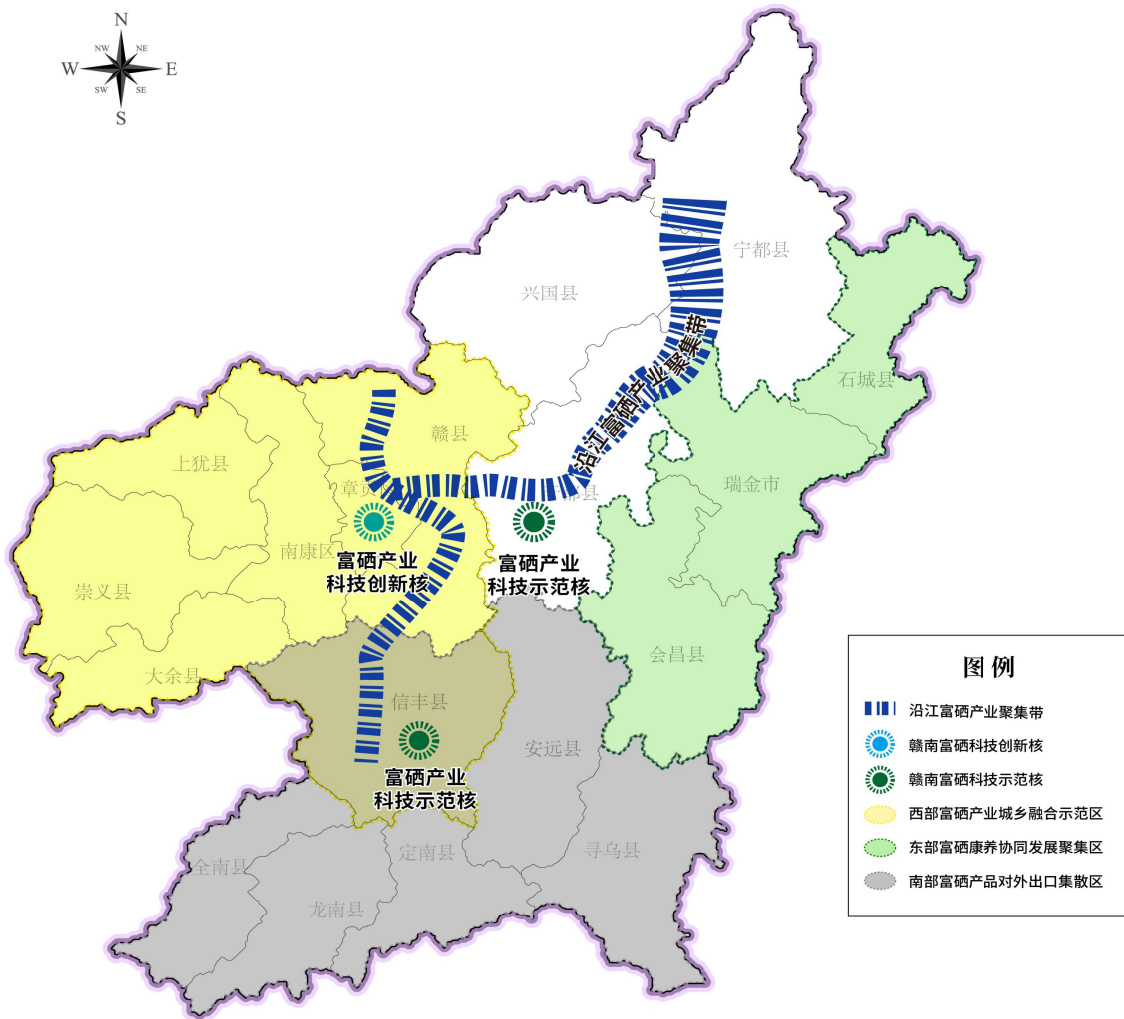 N
NW
NE
W
E
SW
SE
S
宁都县
兴国县
石城县
沿江富硒产业聚集带
赣县
上犹县
瑞金市
章贡
都县
南康区
富硒产业
科技创新核
富硒产业
科技示范核
崇义县
会昌县
大余县
信丰县
安远县
富硒产业
科技示范核
寻乌县
定南县
全南县
龙南县
图例
沿江富硒产业聚集带
赣南富硒科技创新核
赣南富硒科技示范核
西部富硒产业城乡融合示范区
东部富硒康养协同发展聚集区
南部富硒产品对外出口集散区